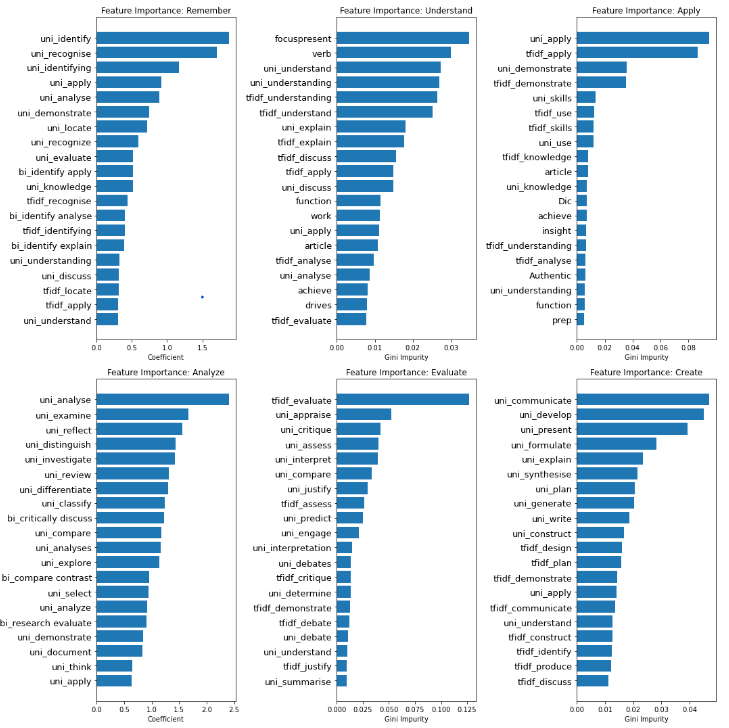 Feature Importance: Remember
uni_identify
uni_recognise
uni_identifying
uni_apply
uni_analyse
uni_demonstrate
uni_locate
uni_recognize
uni_evaluate
bi_identify apply
uni_knowledge
tfidf_recognise
bi_identify analyse
tfidf_identifying
bi_identify explain
uni_understanding
uni_discuss
tfidf_locate
tfidf_apply
uni_understand
0.0 0.5 1.0 1.5
Coefficient
Feature Importance: Understand
focuspresent
verb
uni_understand
uni_understanding
tfidf_understanding
tfidf_understand
uni_explain
tfidf_explain
tfidf_discuss
tfidf_apply
uni_discuss
function
work
uni_apply
article
tfidf_analyse
uni_analyse
achieve
drives
tfidf_evaluate
0.00 0.01 0.02 0.03
Gini Impurity
Feature Importance: Apply
uni_apply
tfidf_apply
uni_demonstrate
tfidf_demonstrate
uni_skills
tfidf_use
tfidf_skills
uni_use
tfidf_knowledge
article
uni_knowledge
Dic
achieve
insight
tfidf_understanding
tfidf_analyse
Authentic
uni_understanding
function
prep
0.00 0.02 0.04 0.06 0.08
Gini Impurity
Feature Importance: Analyze
uni_analyse
uni_examine
uni_reflect
uni_distinguish
uni_investigate
uni_review
uni_differentiate
uni_classify
bi_critically discuss
uni_compare
uni_analyses
uni_explore
bi_compare contrast
uni_select
uni_analyze
bi_research evaluate
uni_demonstrate
uni_document
uni_think
uni_apply
0.0 0.5 1.0 1.5 2.0 2.5
Coefficient
Feature Importance: Evaluate
tfidf_evaluate
uni_appraise
uni_critique
uni_assess
uni_interpret
uni_compare
uni_justify
tfidf_assess
uni_predict
uni_engage
uni_interpretation
uni_debates
tfidf_critique
uni_determine
tfidf_demonstrate
tfidf_debate
uni_debate
uni_understand
tfidf_justify
uni_summarise
0.000 0.025 0.050 0.075 0.100 0.125
Gini Impurity
Feature Importance: Create
uni_communicate
uni_develop
uni_present
uni_formulate
uni_explain
uni_synthesise
uni_plan
uni_generate
uni_write
uni_construct
tfidf_design
tfidf_plan
tfidf_demonstrate
uni_apply
tfidf_communicate
uni_understand
tfidf_construct
tfidf_identify
tfidf_produce
tfidf_discuss
0.00 0.01 0.02 0.03 0.04
Gini Impurity